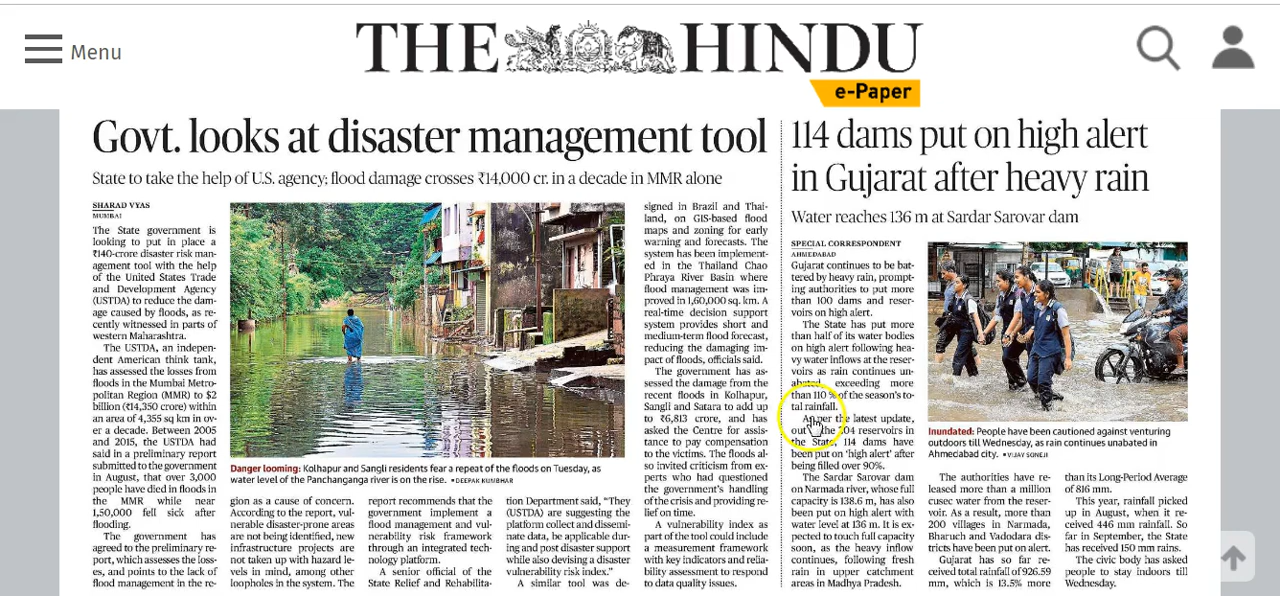 Menu
THE HINDU
e-Paper
Govt. looks at disaster management tool
State to take the help of U.S. agency; flood damage crosses ₹14,000 cr. in a decade in MMR alone
SHARAD VYAS
MUMBAI
The State government is
looking to put in place a
₹140-crore disaster risk man-
agement tool with the help
of the United States Trade
and Development Agency
(USTDA) to reduce the dam-
age caused by floods, as re-
cently witnessed in parts of
western Maharashtra.
The USTDA, an indepen-
dent American think tank,
has assessed the losses from
floods in the Mumbai Metro-
politan Region (MMR) to $2
billion (₹14,350 crore) within
an area of 4,355 sq km in ov-
er a decade. Between 2005
and 2015, the USTDA had
said in a preliminary report
submitted to the government
in August, that over 3,000
people have died in floods in
the MMR while near
1,50,000 fell sick after
flooding.
The government has
agreed to the preliminary re-
port, which assesses the loss-
es, and points to the lack of
flood management in the re-
Danger looming: Kolhapur and Sangli residents fear a repeat of the floods on Tuesday, as
water level of the Panchanganga river is on the rise. ▪DEEPAK KUMBHAR
gion as a cause of concern.
According to the report, vul-
nerable disaster-prone areas
are not being identified, new
infrastructure projects are
not taken up with hazard le-
vels in mind, among other
loopholes in the system. The
report recommends that the
government implement a
flood management and vul-
nerability risk framework
through an integrated tech-
nology platform.
A senior official of the
State Relief and Rehabilita-
tion Department said, “They
(USTDA) are suggesting the
platform collect and dissemi-
nate data, be applicable dur-
ing and post disaster support
while also devising a disaster
vulnerability risk index.”
A similar tool was de-
signed in Brazil and Thai-
land, on GIS-based flood
maps and zoning for early
warning and forecasts. The
system has been implement-
ed in the Thailand Chao
Phraya River Basin where
flood management was im-
proved in 1,60,000 sq. km. A
real-time decision support
system provides short and
medium-term flood forecast,
reducing the damaging im-
pact of floods, officials said.
The government has as-
sessed the damage from the
recent floods in Kolhapur,
Sangli and Satara to add up
to ₹6,813 crore, and has
asked the Centre for assis-
tance to pay compensation
to the victims. The floods al-
so invited criticism from ex-
perts who had questioned
the government’s handling
of the crisis and providing re-
lief on time.
A vulnerability index as
part of the tool could include
a measurement framework
with key indicators and relia-
bility assessment to respond
to data quality issues.
114 dams put on high alert
in Gujarat after heavy rain
Water reaches 136 m at Sardar Sarovar dam
SPECIAL CORRESPONDENT
AHMEDABAD
Gujarat continues to be bat-
tered by heavy rain, prompt-
ing authorities to put more
than 100 dams and reser-
voirs on high alert.
The State has put more
than half of its water bodies
on high alert following hea-
vy water inflows at the reser-
voirs as rain continues un-
abated, exceeding more
than 110 % of the season’s to-
tal rainfall.
As per the latest update,
out the 204 reservoirs in
the State, 114 dams have
been put on ‘high alert’ after
being filled over 90%.
The Sardar Sarovar dam
on Narmada river, whose full
capacity is 138.6 m, has also
been put on high alert with
water level at 136 m. It is ex-
pected to touch full capacity
soon, as the heavy inflow
continues, following fresh
rain in upper catchment
areas in Madhya Pradesh.
Inundated: People have been cautioned against venturing
outdoors till Wednesday, as rain continues unabated in
Ahmedabad city. ▪VIJAY SONEJI
The authorities have re-
leased more than a million
cusec water from the reser-
voir. As a result, more than
200 villages in Narmada,
Bharuch and Vadodara dis-
tricts have been put on alert.
Gujarat has so far re-
ceived total rainfall of 926.59
mm, which is 13.5% more
than its Long-Period Average
of 816 mm.
This year, rainfall picked
up in August, when it re-
ceived 446 mm rainfall. So
far in September, the State
has received 150 mm rains.
The civic body has asked
people to stay indoors till
Wednesday.